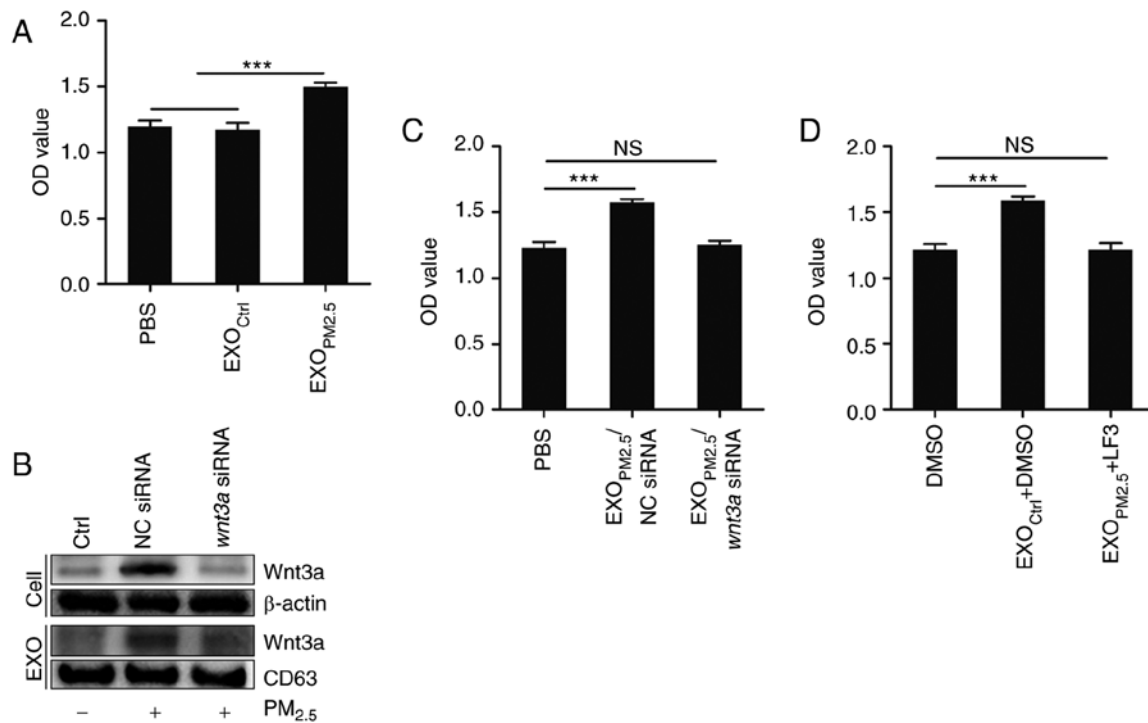 A
2.0
1.5
1.0
0.5
0.0
OD value
***
PBS
EXOCtrl
EXOPM2.5
B
Ctrl
NC siRNA
wnt3a siRNA
Cell
Wnt3a
β-actin
EXO
Wnt3a
CD63
– + + PM2.5
C
2.0
1.5
1.0
0.5
0.0
OD value
NS
***
PBS
EXOPM2.5/
NC siRNA
EXOPM2.5/
wnt3a siRNA
D
2.0
1.5
1.0
0.5
0.0
OD value
NS
***
DMSO
EXOCtrl+DMSO
EXOPM2.5+LF3